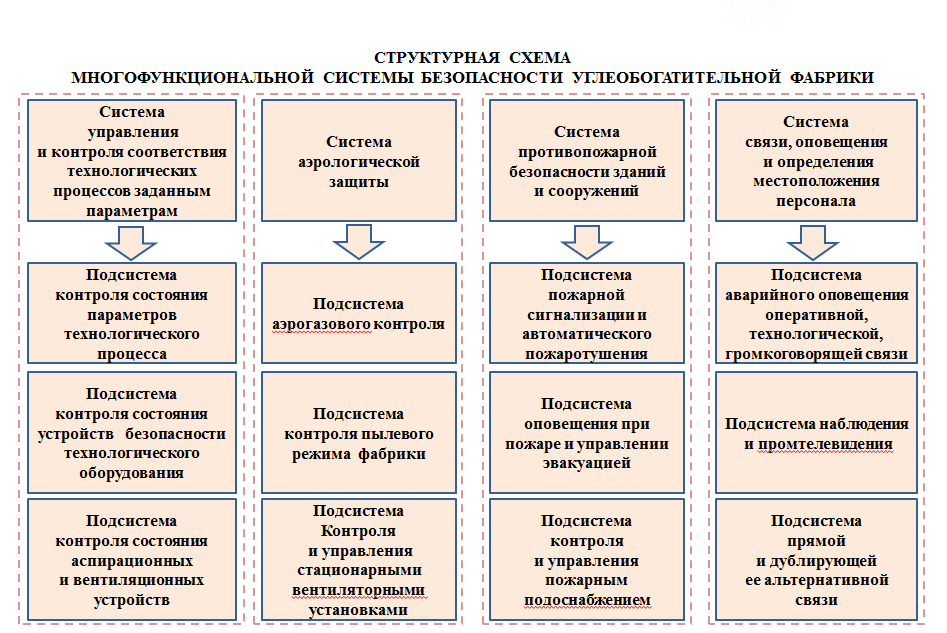 СТРУКТУРНАЯ СХЕМА
МНОГОФУНКЦИОНАЛЬНОЙ СИСТЕМЫ БЕЗОПАСНОСТИ УГЛЕОБОГАТИТЕЛЬНОЙ ФАБРИКИ
Система
управления
и контроля соответствия
технологических
процессов заданным
параметрам
Подсистема
контроля состояния
параметров
технологического
процесса
Подсистема
контроля состояния
устройств безопасности
технологического
оборудования
Подсистема
контроля состояния
аспирационных
и вентиляционных
устройств
Система
аэрологической
защиты
Подсистема
аэрогазового контроля
Подсистема
контроля пылевого
режима фабрики
Подсистема
Контроля
и управления
стационарными
вентиляторными
установками
Система
противопожарной
безопасности зданий
и сооружений
Подсистема
пожарной
сигнализации и
автоматического
пожаротушения
Подсистема
оповещения при
пожаре и управлении
эвакуацией
Подсистема
контроля
и управления
пожарным
подоснабжением
Система
связи, оповещения
и определения
местоположения
персонала
Подсистема
аварийного оповещения
оперативной,
технологической,
громкоговорящей связи
Подсистема наблюдения
и промтелевидения
Подсистема
прямой
и дублирующей
ее альтернативной
связи